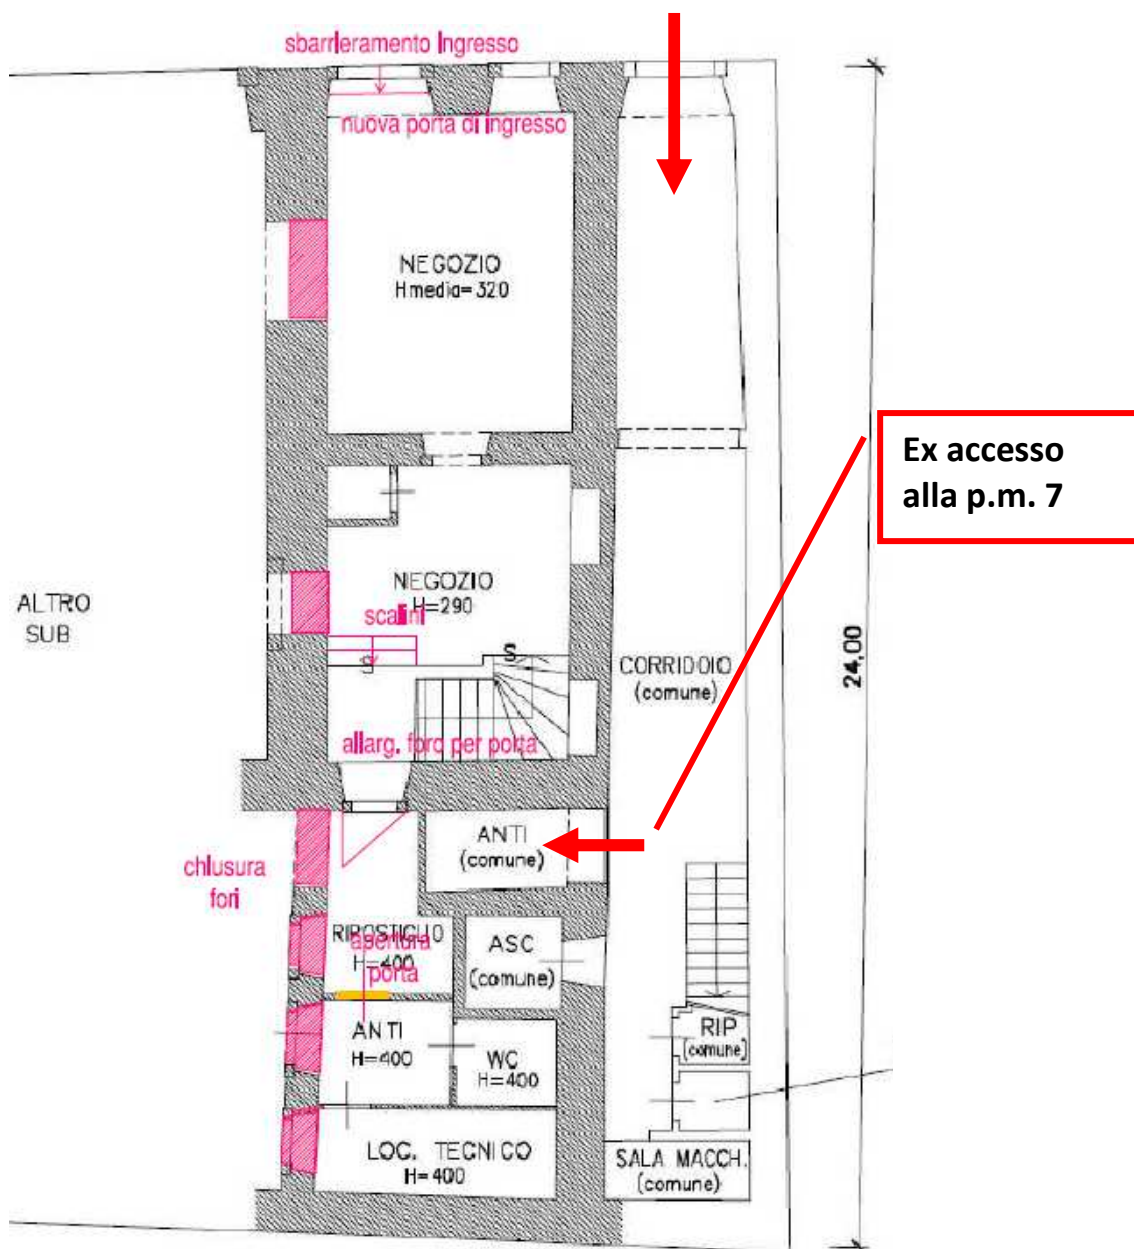 sbarrieramento Ingresso
nuova porta di Ingresso
NEGOZIO
Hmedia=320
Ex accesso
alla p.m. 7
NEGOZIO
H=290
scalini
S
S
ALTRO
SUB
CORRIDOIO
(comune)
24,00
allarg. foro per porta
ANTI
(comune)
chiusura
fori
RIPOSTIGLIO
H=400
apertura
porta
ASC
(comune)
ANTI
H=400
WC
H=400
RIP
(comune)
LOC. TECNICO
H=400
SALA MACCH.
(comune)